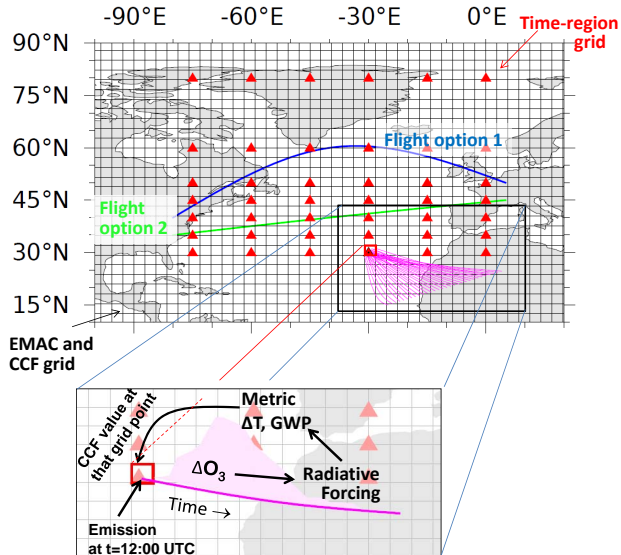 -90°E -60°E -30°E 0°E
Time-region
grid
90°N
75°N
60°N
45°N
30°N
15°N
Flight option 1
Flight
option 2
EMAC and
CCF grid
CCF value at
that grid point
Metric
ΔT, GWP
ΔO₃
Radiative
Forcing
Time →
Emission
at t=12:00 UTC